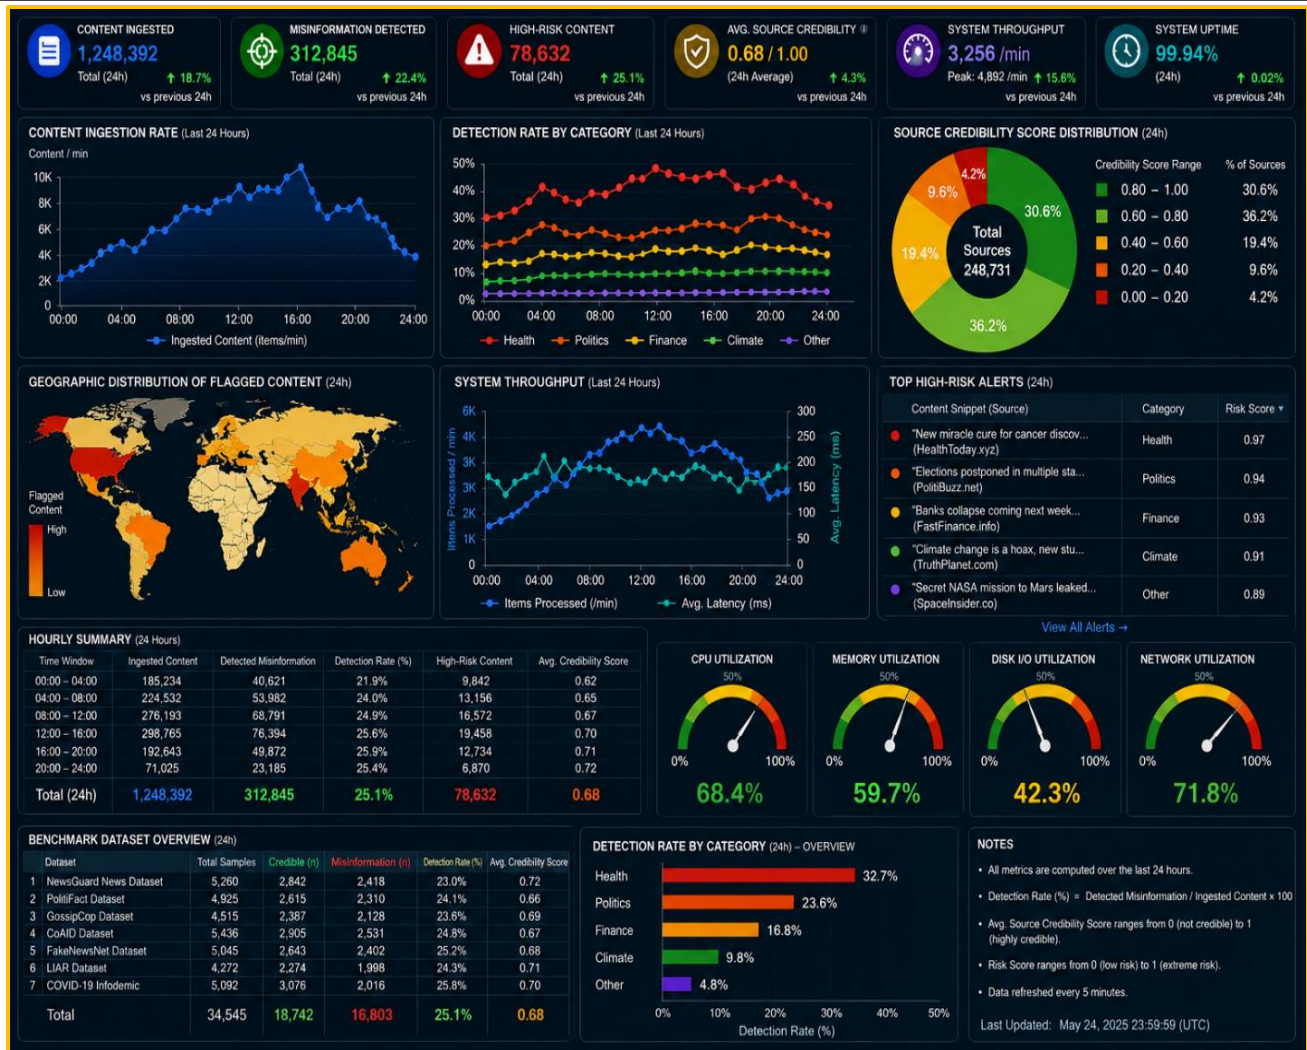 CONTENT INGESTED
1,248,392
Total (24h) ↑ 18.7%
vs previous 24h
MISINFORMATION DETECTED
312,845
Total (24h) ↑ 22.4%
vs previous 24h
HIGH-RISK CONTENT
78,632
Total (24h) ↑ 25.1%
vs previous 24h
AVG. SOURCE CREDIBILITY
0.68 / 1.00
(24h Average) ↑ 4.3%
vs previous 24h
SYSTEM THROUGHPUT
3,256 /min
Peak: 4,892 /min ↑ 15.6%
vs previous 24h
SYSTEM UPTIME
99.94%
(24h) ↑ 0.02%
vs previous 24h
CONTENT INGESTION RATE (Last 24 Hours)
Content / min
10K
8K
6K
4K
2K
0
00:00 04:00 08:00 12:00 16:00 20:00 24:00
Ingested Content (items/min)
DETECTION RATE BY CATEGORY (Last 24 Hours)
50%
40%
30%
20%
10%
0%
00:00 04:00 08:00 12:00 16:00 20:00 24:00
Health Politics Finance Climate Other
SOURCE CREDIBILITY SCORE DISTRIBUTION (24h)
4.2%
9.6%
30.6%
19.4%
36.2%
Total
Sources
248,731
Credibility Score Range % of Sources
0.80 – 1.00 30.6%
0.60 – 0.80 36.2%
0.40 – 0.60 19.4%
0.20 – 0.40 9.6%
0.00 – 0.20 4.2%
GEOGRAPHIC DISTRIBUTION OF FLAGGED CONTENT (24h)
Flagged
Content
High
Low
SYSTEM THROUGHPUT (Last 24 Hours)
6K
4K
3K
3K
2K
1K
0
Items Processed / min
300
250
200
150
100
50
0
Avg. Latency (ms)
00:00 04:00 08:00 12:00 16:00 20:00 24:00
Items Processed (/min) Avg. Latency (ms)
TOP HIGH-RISK ALERTS (24h)
Content Snippet (Source) Category Risk Score ▼
"New miracle cure for cancer discov...
(HealthToday.xyz) Health 0.97
"Elections postponed in multiple sta...
(PolitiBuzz.net) Politics 0.94
"Banks collapse coming next week...
(FastFinance.info) Finance 0.93
"Climate change is a hoax, new stu...
(TruthPlanet.com) Climate 0.91
"Secret NASA mission to Mars leaked...
(SpaceInsider.co) Other 0.89
View All Alerts →
HOURLY SUMMARY (24 Hours)
Time Window Ingested Content Detected Misinformation Detection Rate (%) High-Risk Content Avg. Credibility Score
00:00 – 04:00 185,234 40,621 21.9% 9,842 0.62
04:00 – 08:00 224,532 53,982 24.0% 13,156 0.65
08:00 – 12:00 276,193 68,791 24.9% 16,572 0.67
12:00 – 16:00 298,765 76,394 25.6% 19,458 0.70
16:00 – 20:00 192,643 49,872 25.9% 12,734 0.71
20:00 – 24:00 71,025 23,185 25.4% 6,870 0.72
Total (24h) 1,248,392 312,845 25.1% 78,632 0.68
CPU UTILIZATION
50%
0% 100%
68.4%
MEMORY UTILIZATION
50%
0% 100%
59.7%
DISK I/O UTILIZATION
50%
0% 100%
42.3%
NETWORK UTILIZATION
50%
0% 100%
71.8%
BENCHMARK DATASET OVERVIEW (24h)
Dataset Total Samples Credible (n) Misinformation (n) Detection Rate (%) Avg. Credibility Score
1 NewsGuard News Dataset 5,260 2,842 2,418 23.0% 0.72
2 PolitiFact Dataset 4,925 2,615 2,310 24.1% 0.66
3 GossipCop Dataset 4,515 2,387 2,128 23.6% 0.69
4 CoAID Dataset 5,436 2,905 2,531 24.8% 0.67
5 FakeNewsNet Dataset 5,045 2,643 2,402 25.2% 0.68
6 LIAR Dataset 4,272 2,274 1,998 24.3% 0.71
7 COVID-19 Infodemic 5,092 3,076 2,016 25.8% 0.70
Total 34,545 18,742 16,803 25.1% 0.68
DETECTION RATE BY CATEGORY (24h) – OVERVIEW
Health 32.7%
Politics 23.6%
Finance 16.8%
Climate 9.8%
Other 4.8%
0% 10% 20% 30% 40% 50%
Detection Rate (%)
NOTES
• All metrics are computed over the last 24 hours.
• Detection Rate (%) = Detected Misinformation / Ingested Content x 100
• Avg. Source Credibility Score ranges from 0 (not credible) to 1
(highly credible).
• Risk Score ranges from 0 (low risk) to 1 (extreme risk).
• Data refreshed every 5 minutes.
Last Updated: May 24, 2025 23:59:59 (UTC)